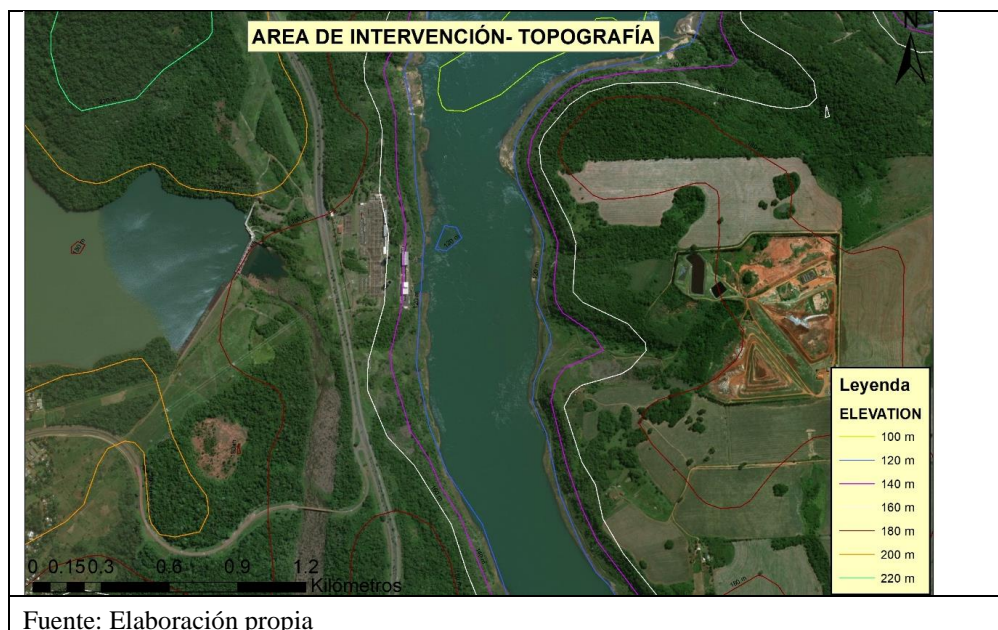 AREA DE INTERVENCIÓN- TOPOGRAFÍA
N
Leyenda
ELEVATION
100 m
120 m
140 m
160 m
180 m
200 m
220 m
0 0.15 0.3 0.6 0.9 1.2
Kilómetros
Fuente: Elaboración propia